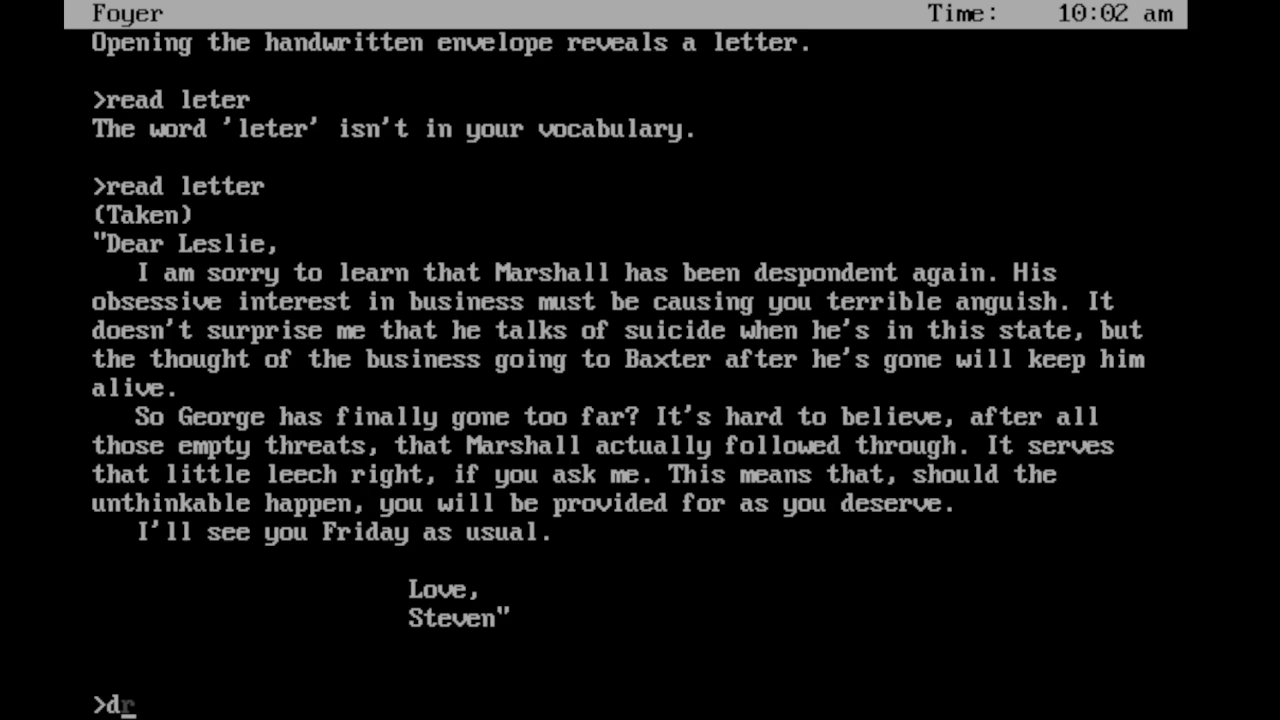 Foyer Time: 10:02 am
Opening the handwritten envelope reveals a letter.
>read leter
The word 'leter' isn't in your vocabulary.
>read letter
(Taken)
"Dear Leslie,
I am sorry to learn that Marshall has been despondent again. His
obsessive interest in business must be causing you terrible anguish. It
doesn't surprise me that he talks of suicide when he's in this state, but
the thought of the business going to Baxter after he's gone will keep him
alive.
So George has finally gone too far? It's hard to believe, after all
those empty threats, that Marshall actually followed through. It serves
that little leech right, if you ask me. This means that, should the
unthinkable happen, you will be provided for as you deserve.
I'll see you Friday as usual.
Love,
Steven"
>dr